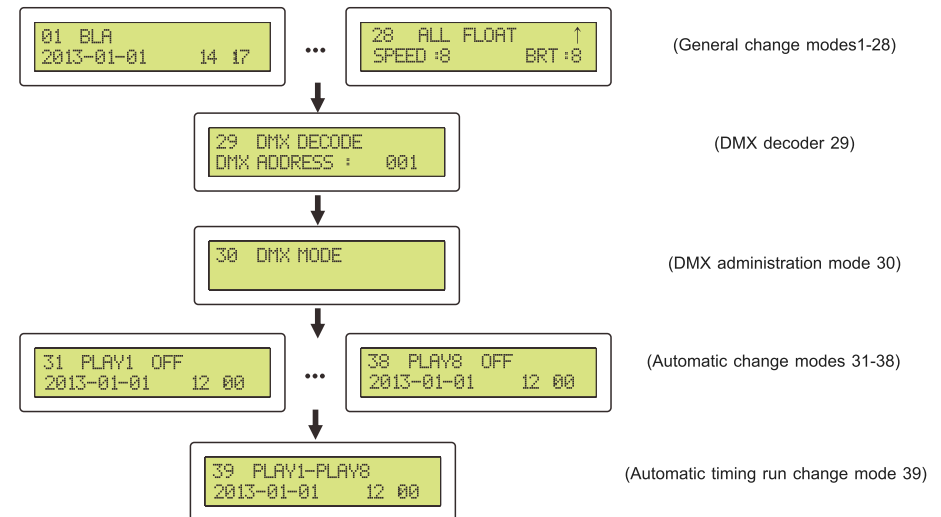 01 BLA
2013-01-01 14 :17
...
28 ALL FLOAT ↑
SPEED :8 BRT :8
(General change modes1-28)
29 DMX DECODE
DMX ADDRESS : 001
(DMX decoder 29)
30 DMX MODE
(DMX administration mode 30)
31 PLAY1 OFF
2013-01-01 12 :00
...
38 PLAY8 OFF
2013-01-01 12 :00
(Automatic change modes 31-38)
39 PLAY1-PLAY8
2013-01-01 12 :00
(Automatic timing run change mode 39)